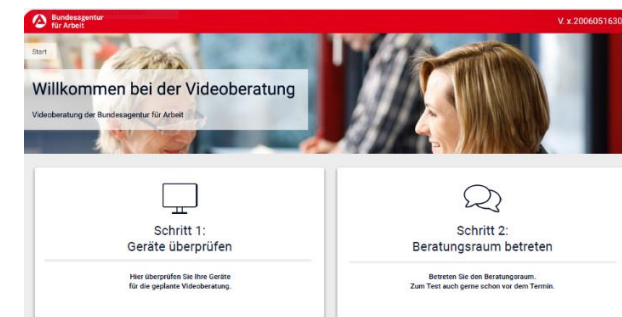 Bundesagentur
für Arbeit
V. x.2006051630
Start
Willkommen bei der Videoberatung
Videoberatung der Bundesagentur für Arbeit
Schritt 1:
Geräte überprüfen
Hier überprüfen Sie Ihre Geräte
für die geplante Videoberatung.
Schritt 2:
Beratungsraum betreten
Betreten Sie den Beratungsraum.
Zum Test auch gerne schon vor dem Termin.